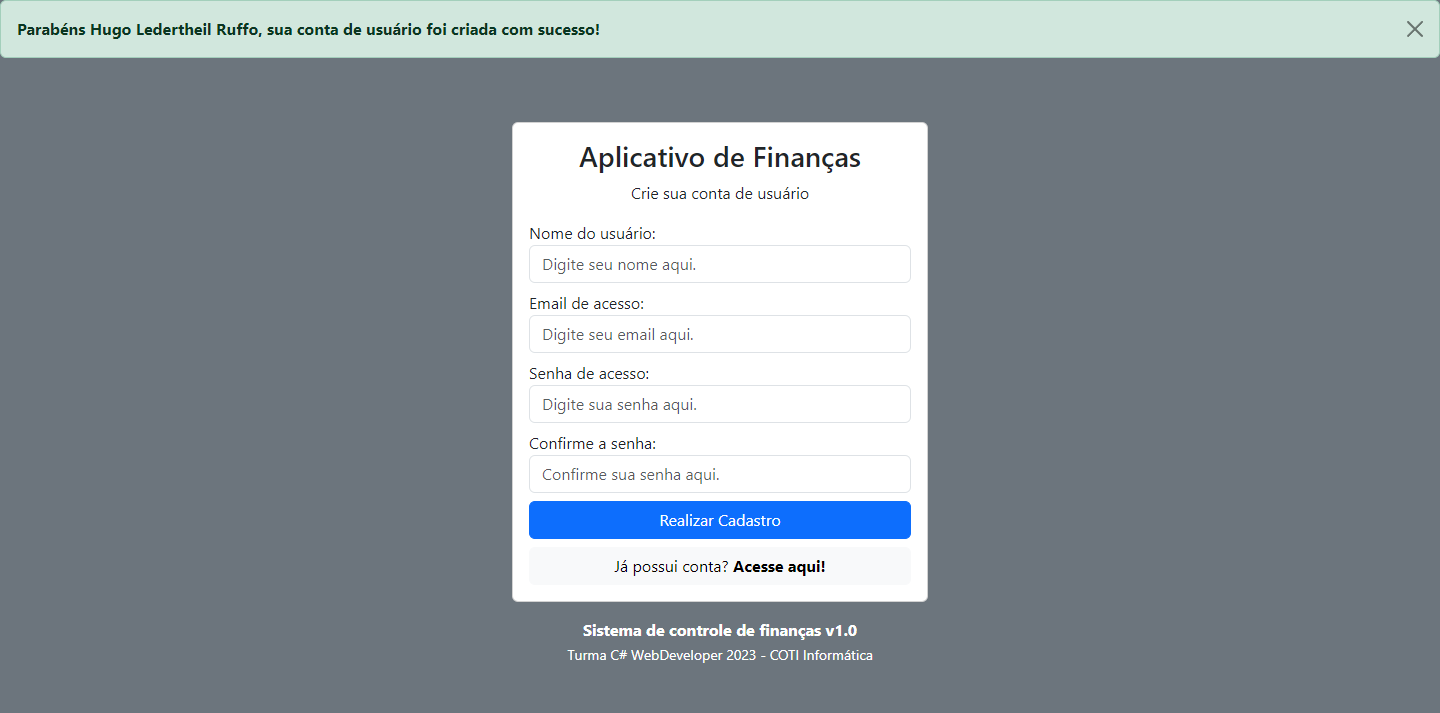 Parabéns Hugo Ledertheil Ruffo, sua conta de usuário foi criada com sucesso!
Aplicativo de Finanças
Crie sua conta de usuário
Nome do usuário:
Digite seu nome aqui.
Email de acesso:
Digite seu email aqui.
Senha de acesso:
Digite sua senha aqui.
Confirme a senha:
Confirme sua senha aqui.
Realizar Cadastro
Já possui conta? Acesse aqui!
Sistema de controle de finanças v1.0
Turma C# WebDeveloper 2023 - COTI Informática